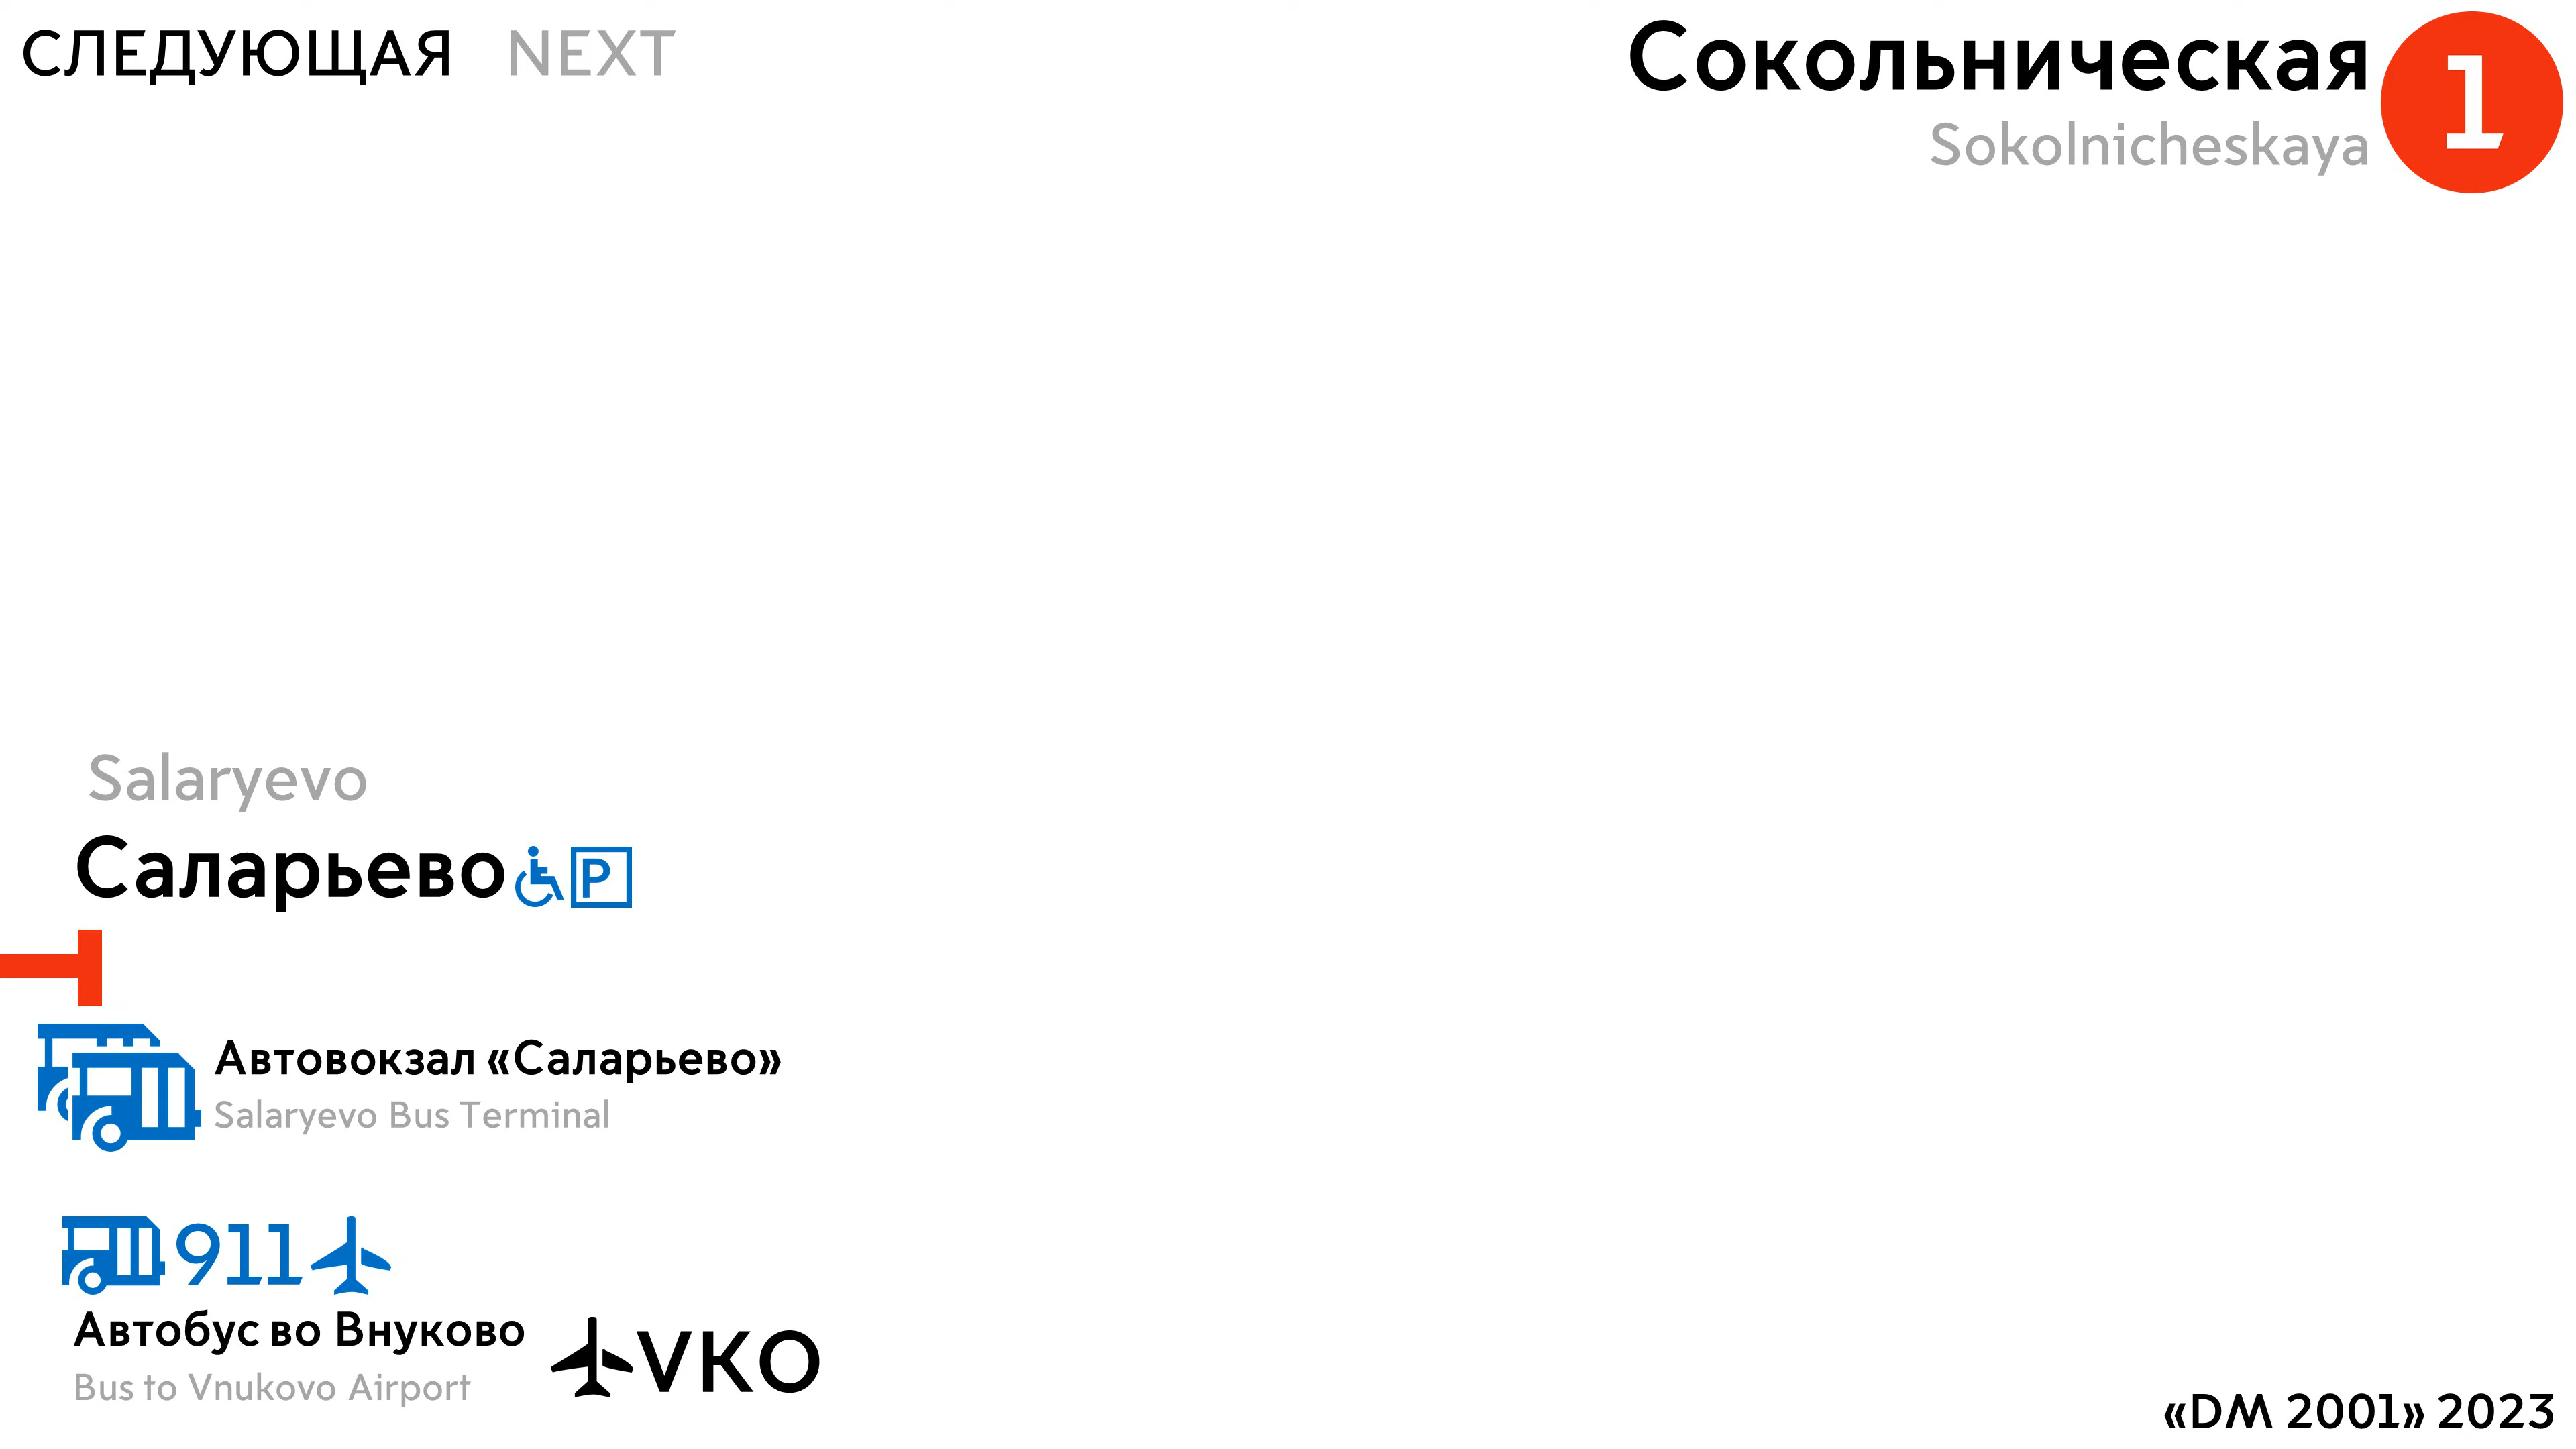 СЛЕДУЮЩАЯ NEXT
Сокольническая 1
Sokolnicheskaya
Salaryevo
Саларьево P
Автовокзал «Саларьево»
Salaryevo Bus Terminal
911
Автобус во Внуково
Bus to Vnukovo Airport
VKO
«DM 2001» 2023